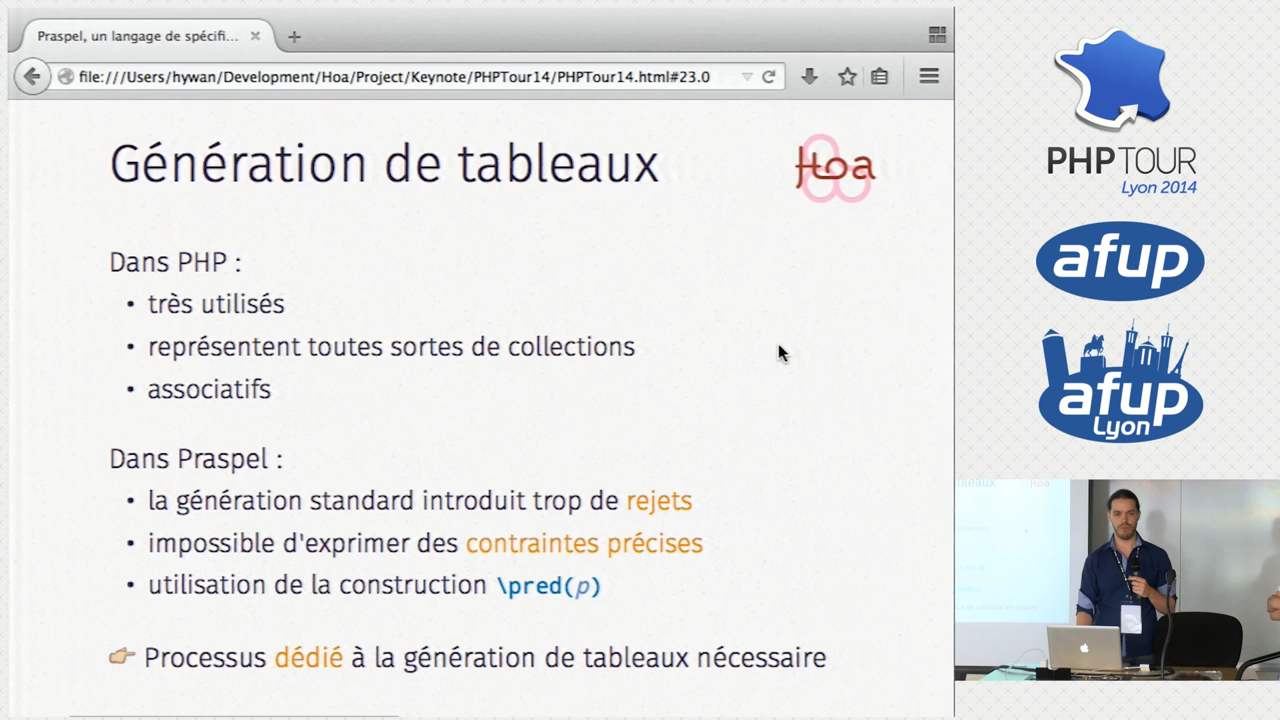 Praspel, un langage de spécifi...
file:///Users/hywan/Development/Hoa/Project/Keynote/PHPTour14/PHPTour14.html#23.0
Génération de tableaux
Hoa
Dans PHP :
• très utilisés
• représentent toutes sortes de collections
• associatifs
Dans Praspel :
• la génération standard introduit trop de rejets
• impossible d'exprimer des contraintes précises
• utilisation de la construction \pred(p)
👉 Processus dédié à la génération de tableaux nécessaire
PHP TOUR
Lyon 2014
afup
afup
Lyon